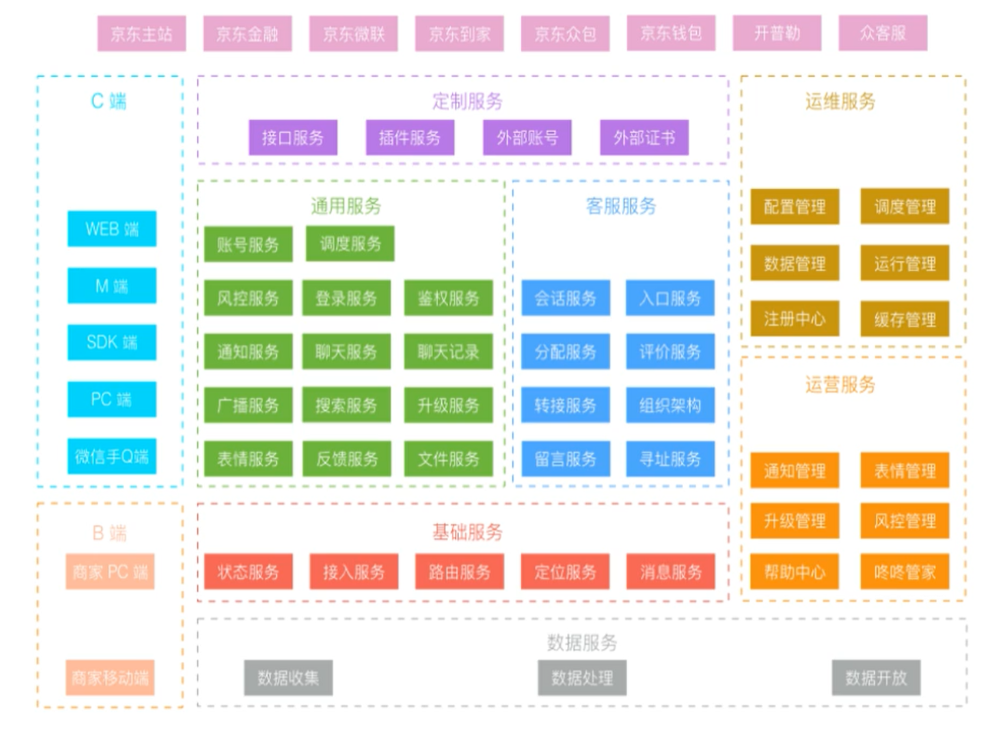 京东主站 京东金融 京东微联 京东到家 京东众包 京东钱包 开普勒 众客服
C 端
WEB 端
M 端
SDK 端
PC 端
微信手Q端
B 端
商家 PC 端
商家移动端
定制服务
接口服务 插件服务 外部账号 外部证书
通用服务
账号服务 调度服务
风控服务 登录服务 鉴权服务
通知服务 聊天服务 聊天记录
广播服务 搜索服务 升级服务
表情服务 反馈服务 文件服务
客服服务
会话服务 入口服务
分配服务 评价服务
转接服务 组织架构
留言服务 寻址服务
基础服务
状态服务 接入服务 路由服务 定位服务 消息服务
运维服务
配置管理 调度管理
数据管理 运行管理
注册中心 缓存管理
运营服务
通知管理 表情管理
升级管理 风控管理
帮助中心 咚咚管家
数据服务
数据收集 数据处理 数据开放